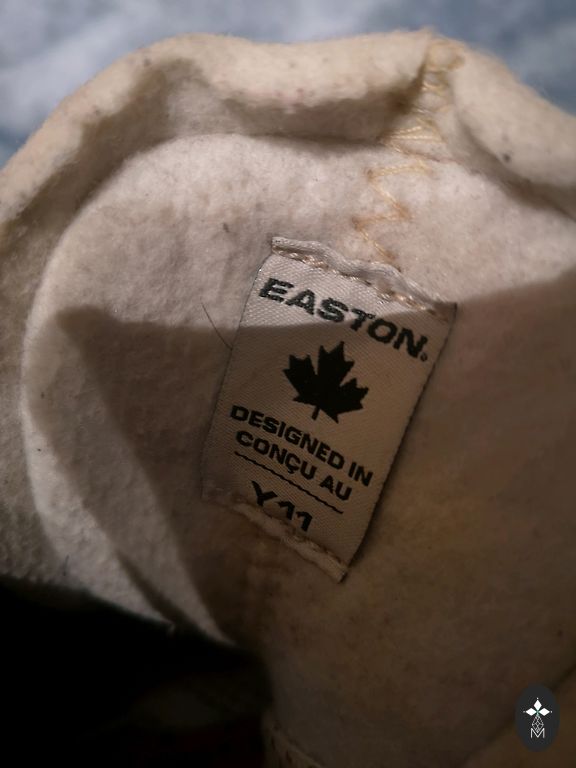 EASTON.
DESIGNED IN
CONÇU AU
Y11